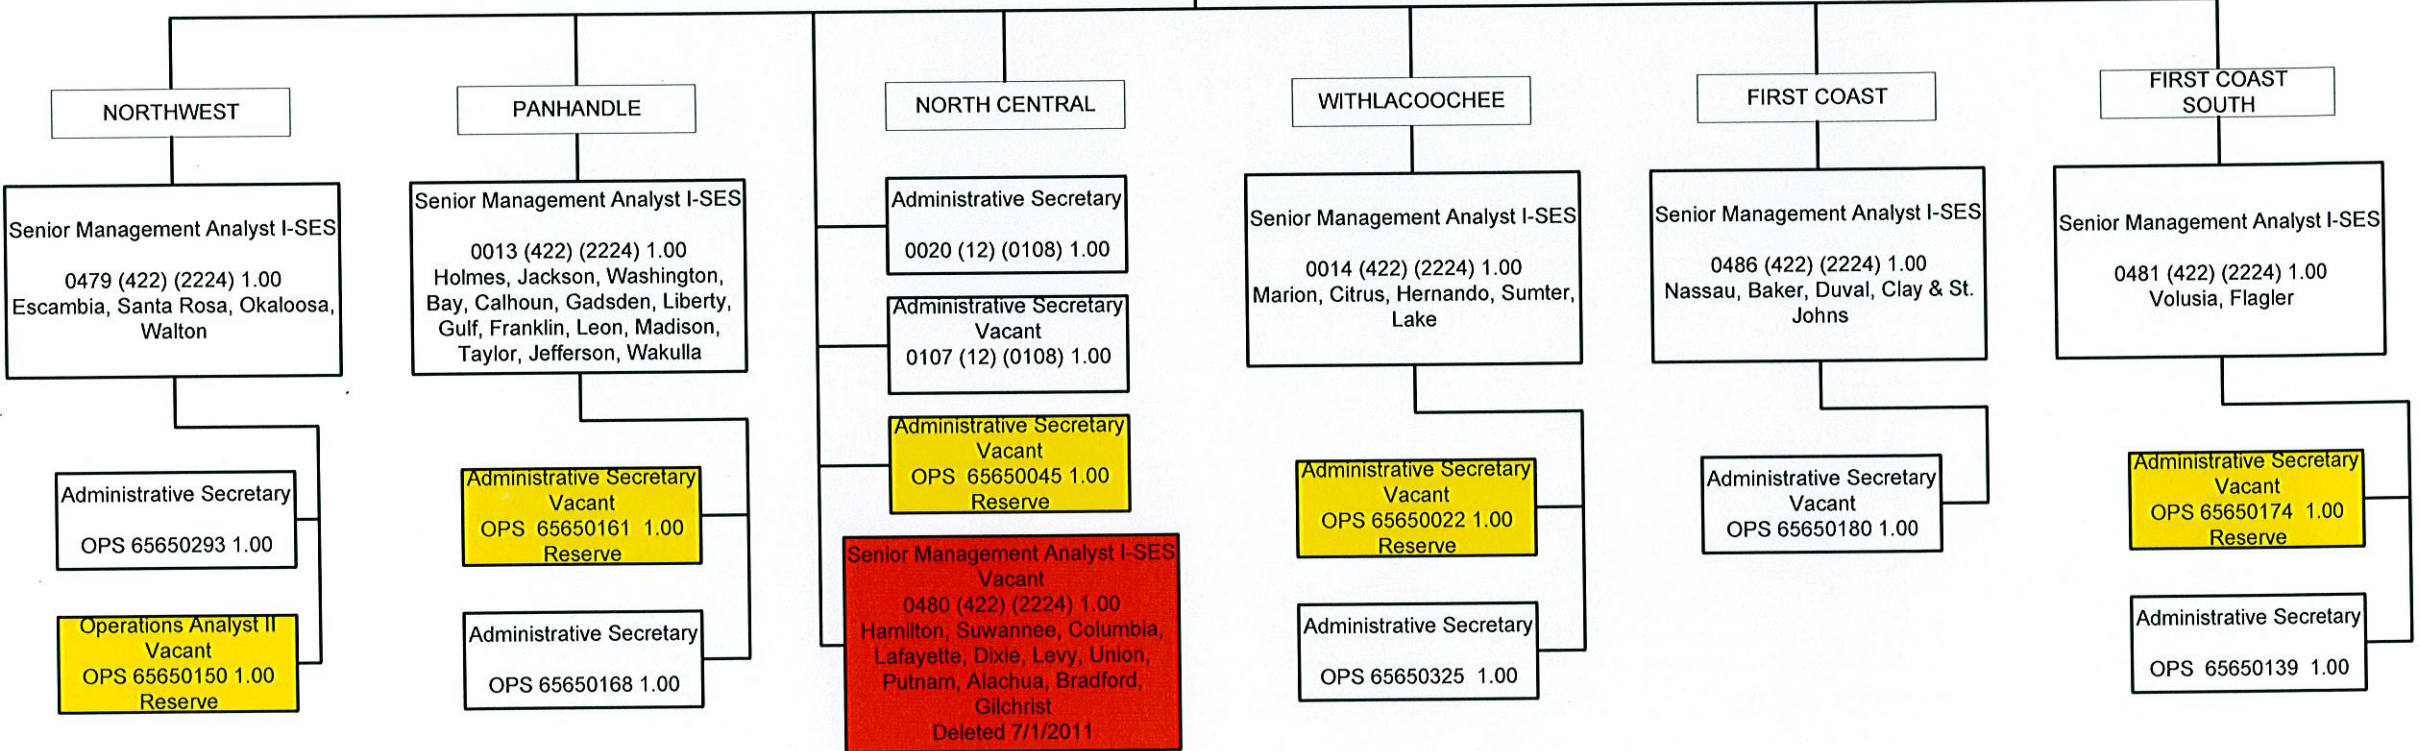 NORTHWEST
Senior Management Analyst I-SES
0479 (422) (2224) 1.00
Escambia, Santa Rosa, Okaloosa,
Walton
Administrative Secretary
OPS 65650293 1.00
Operations Analyst II
Vacant
OPS 65650150 1.00
Reserve
PANHANDLE
Senior Management Analyst I-SES
0013 (422) (2224) 1.00
Holmes, Jackson, Washington,
Bay, Calhoun, Gadsden, Liberty,
Gulf, Franklin, Leon, Madison,
Taylor, Jefferson, Wakulla
Administrative Secretary
Vacant
OPS 65650161 1.00
Reserve
Administrative Secretary
OPS 65650168 1.00
NORTH CENTRAL
Administrative Secretary
0020 (12) (0108) 1.00
Administrative Secretary
Vacant
0107 (12) (0108) 1.00
Administrative Secretary
Vacant
OPS 65650045 1.00
Reserve
Senior Management Analyst I-SES
Vacant
0480 (422) (2224) 1.00
Hamilton, Suwannee, Columbia,
Lafayette, Dixie, Levy, Union,
Putnam, Alachua, Bradford,
Gilchrist
Deleted 7/1/2011
WITHLACOOCHEE
Senior Management Analyst I-SES
0014 (422) (2224) 1.00
Marion, Citrus, Hernando, Sumter,
Lake
Administrative Secretary
Vacant
OPS 65650022 1.00
Reserve
Administrative Secretary
OPS 65650325 1.00
FIRST COAST
Senior Management Analyst I-SES
0486 (422) (2224) 1.00
Nassau, Baker, Duval, Clay & St.
Johns
Administrative Secretary
Vacant
OPS 65650180 1.00
FIRST COAST
SOUTH
Senior Management Analyst I-SES
0481 (422) (2224) 1.00
Volusia, Flagler
Administrative Secretary
Vacant
OPS 65650174 1.00
Reserve
Administrative Secretary
OPS 65650139 1.00